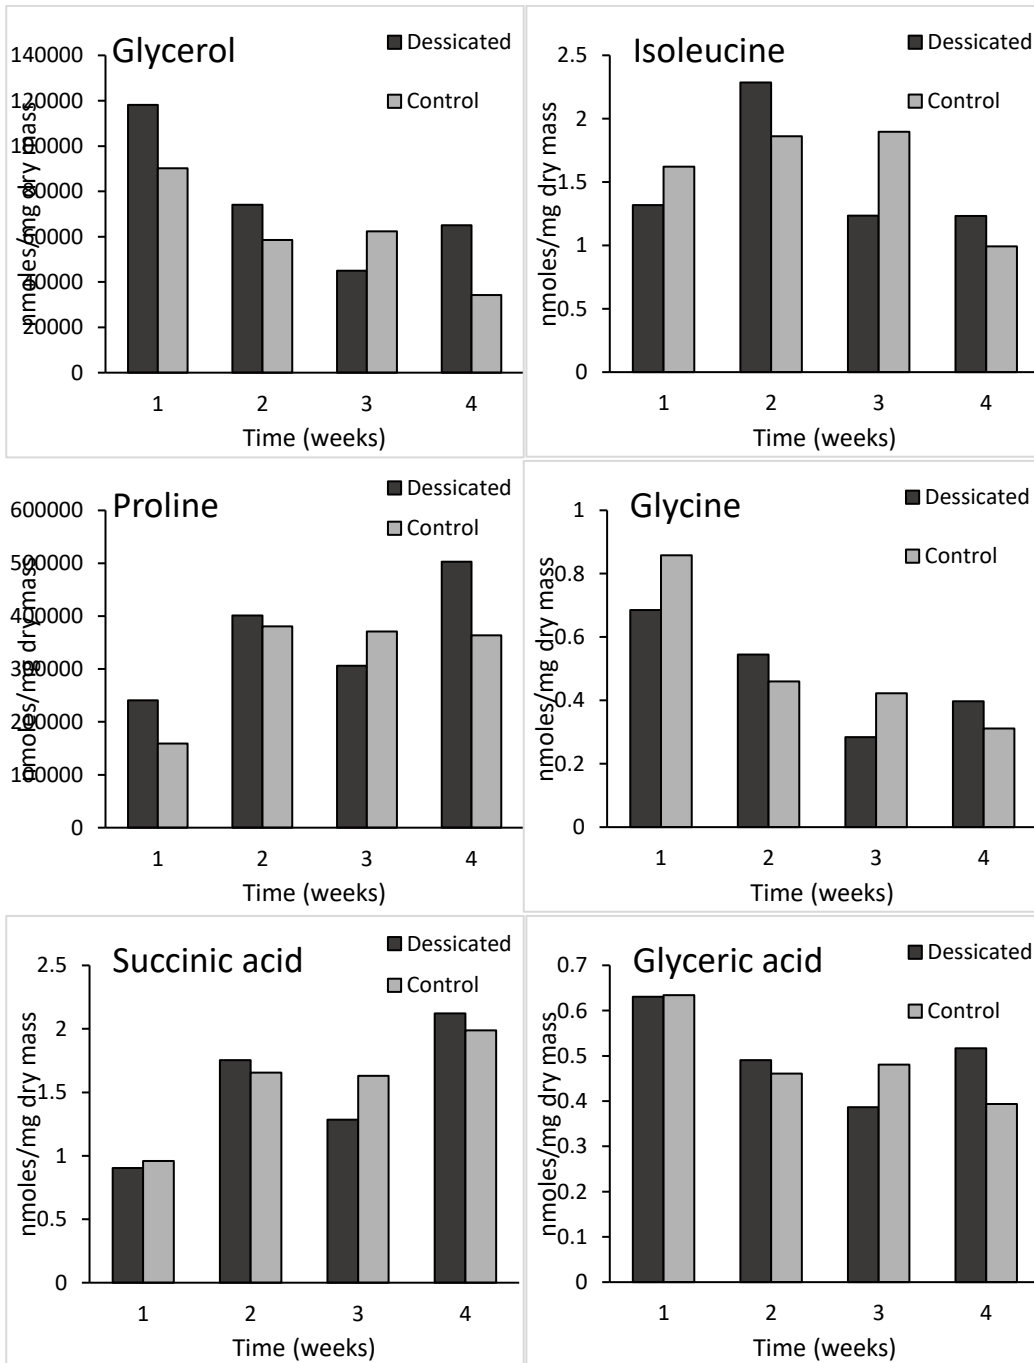 Glycerol
Dessicated
Control
nmoles/mg dry mass
140000
120000
100000
80000
60000
40000
20000
0
1 2 3 4
Time (weeks)
Isoleucine
Dessicated
Control
nmoles/mg dry mass
2.5
2
1.5
1
0.5
0
1 2 3 4
Time (weeks)
Proline
Dessicated
Control
nmoles/mg dry mass
600000
500000
400000
300000
200000
100000
0
1 2 3 4
Time (weeks)
Glycine
Dessicated
Control
nmoles/mg dry mass
1
0.8
0.6
0.4
0.2
0
1 2 3 4
Time (weeks)
Succinic acid
Dessicated
Control
nmoles/mg dry mass
2.5
2
1.5
1
0.5
0
1 2 3 4
Time (weeks)
Glyceric acid
Dessicated
Control
nmoles/mg dry mass
0.7
0.6
0.5
0.4
0.3
0.2
0.1
0
1 2 3 4
Time (weeks)